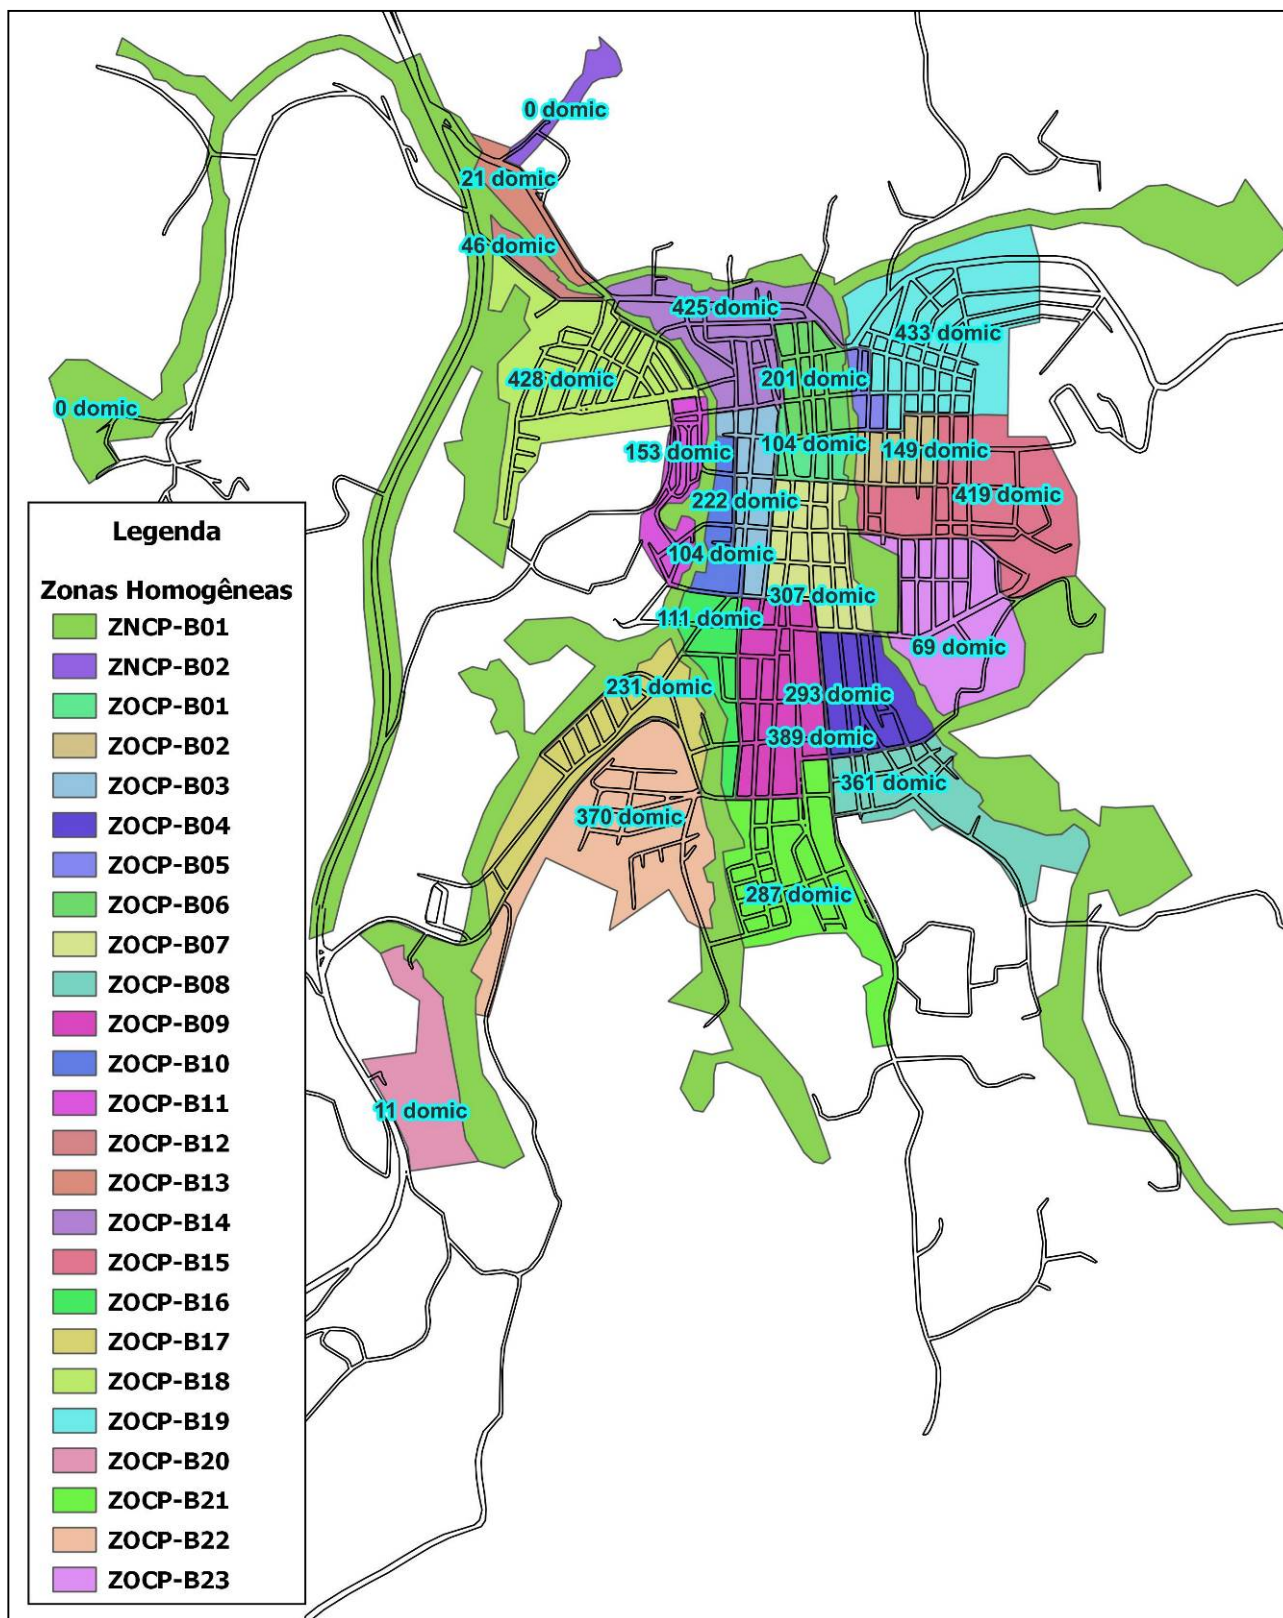 0 domic
21 domic
46 domic
425 domic
433 domic
428 domic
201 domic
0 domic
153 domic
104 domic
149 domic
222 domic
419 domic
104 domic
307 domic
111 domic
69 domic
231 domic
293 domic
389 domic
370 domic
361 domic
287 domic
11 domic
Legenda
Zonas Homogêneas
ZNCP-B01
ZNCP-B02
ZOCP-B01
ZOCP-B02
ZOCP-B03
ZOCP-B04
ZOCP-B05
ZOCP-B06
ZOCP-B07
ZOCP-B08
ZOCP-B09
ZOCP-B10
ZOCP-B11
ZOCP-B12
ZOCP-B13
ZOCP-B14
ZOCP-B15
ZOCP-B16
ZOCP-B17
ZOCP-B18
ZOCP-B19
ZOCP-B20
ZOCP-B21
ZOCP-B22
ZOCP-B23